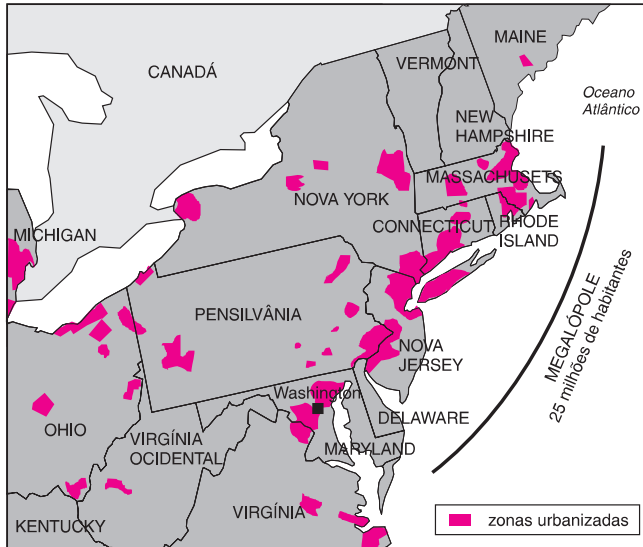 MAINE
VERMONT
CANADÁ
Oceano
Atlântico
NEW
HAMPSHIRE
MASSACHUSETS
NOVA YORK
CONNECTICUT
RHODE
ISLAND
MICHIGAN
PENSILVÂNIA
NOVA
JERSEY
MEGALÓPOLE
25 milhões de habitantes
Washington
DELAWARE
OHIO
VIRGÍNIA
OCIDENTAL
MARYLAND
KENTUCKY
VIRGÍNIA
zonas urbanizadas